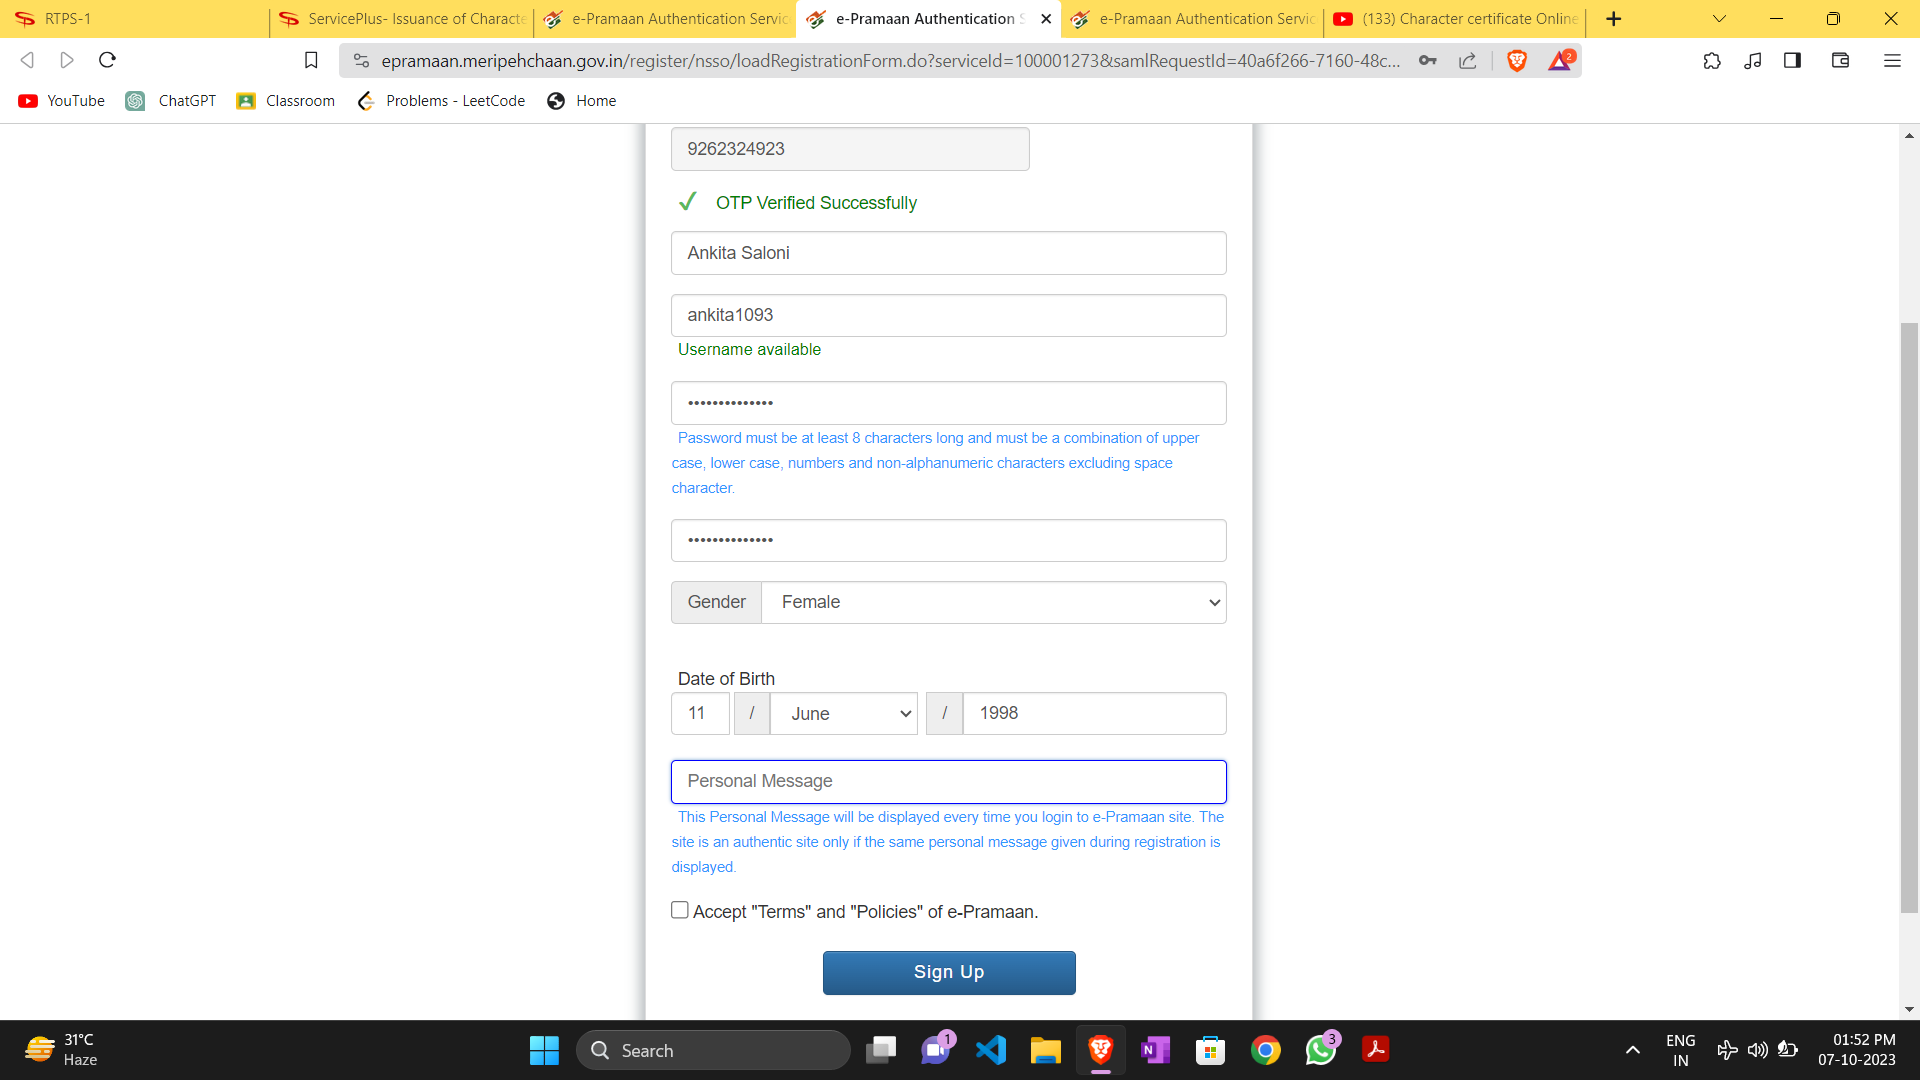 RTPS-1
ServicePlus- Issuance of Characte
e-Pramaan Authentication Servic
e-Pramaan Authentication S
e-Pramaan Authentication Servic
(133) Character certificate Online
epramaan.meripehchaan.gov.in/register/nsso/loadRegistrationForm.do?serviceId=100001273&samlRequestId=40a6f266-7160-48c...
2
YouTube
ChatGPT
Classroom
Problems - LeetCode
Home
9262324923
OTP Verified Successfully
Ankita Saloni
ankita1093
Username available
••••••••••••••
Password must be at least 8 characters long and must be a combination of upper
case, lower case, numbers and non-alphanumeric characters excluding space
character.
••••••••••••••
Gender Female
Date of Birth
11 / June / 1998
Personal Message
This Personal Message will be displayed every time you login to e-Pramaan site. The
site is an authentic site only if the same personal message given during registration is
displayed.
Accept "Terms" and "Policies" of e-Pramaan.
Sign Up
31°C
Haze
Search
1
N
3
ENG
IN
01:52 PM
07-10-2023